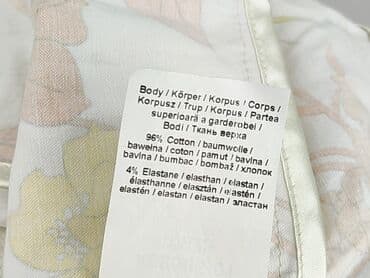 Body / Körper / Korpus / Corps /
Korpusz / Trup / Korpus / Partea
superioară a garderobei /
Bodi / Ткань верха
96% Cotton / baumwolle /
bawełna / coton / pamut / bavlna /
bavlna / bumbac / bombaž / хлопок
4% Elastane / elasthan / elastan /
élasthanne / elasztán / elastén /
elastén / elastan / elastan / эластан